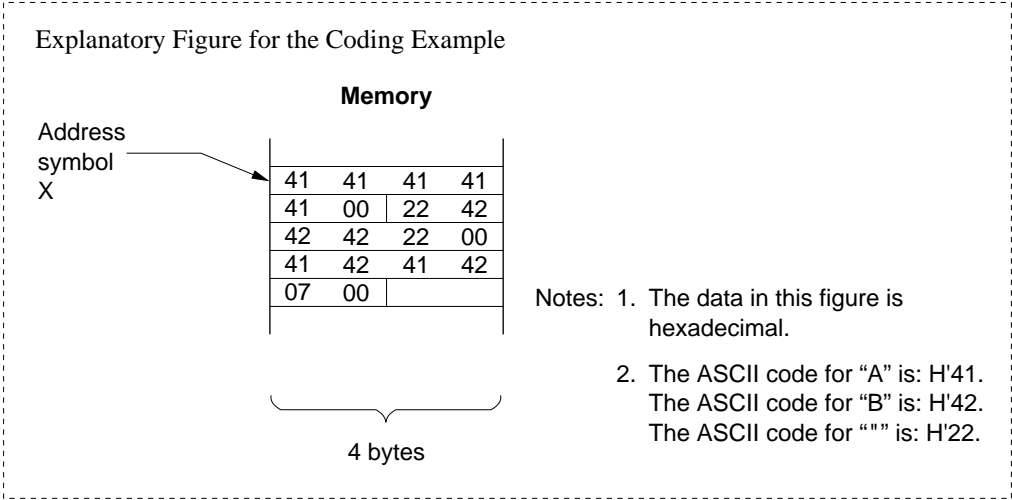 Explanatory Figure for the Coding Example
Memory
Address
symbol
X
41 41 41 41
41 00 22 42
42 42 22 00
41 42 41 42
07 00
Notes: 1. The data in this figure is
hexadecimal.
2. The ASCII code for “A” is: H'41.
The ASCII code for “B” is: H'42.
The ASCII code for “"” is: H'22.
4 bytes